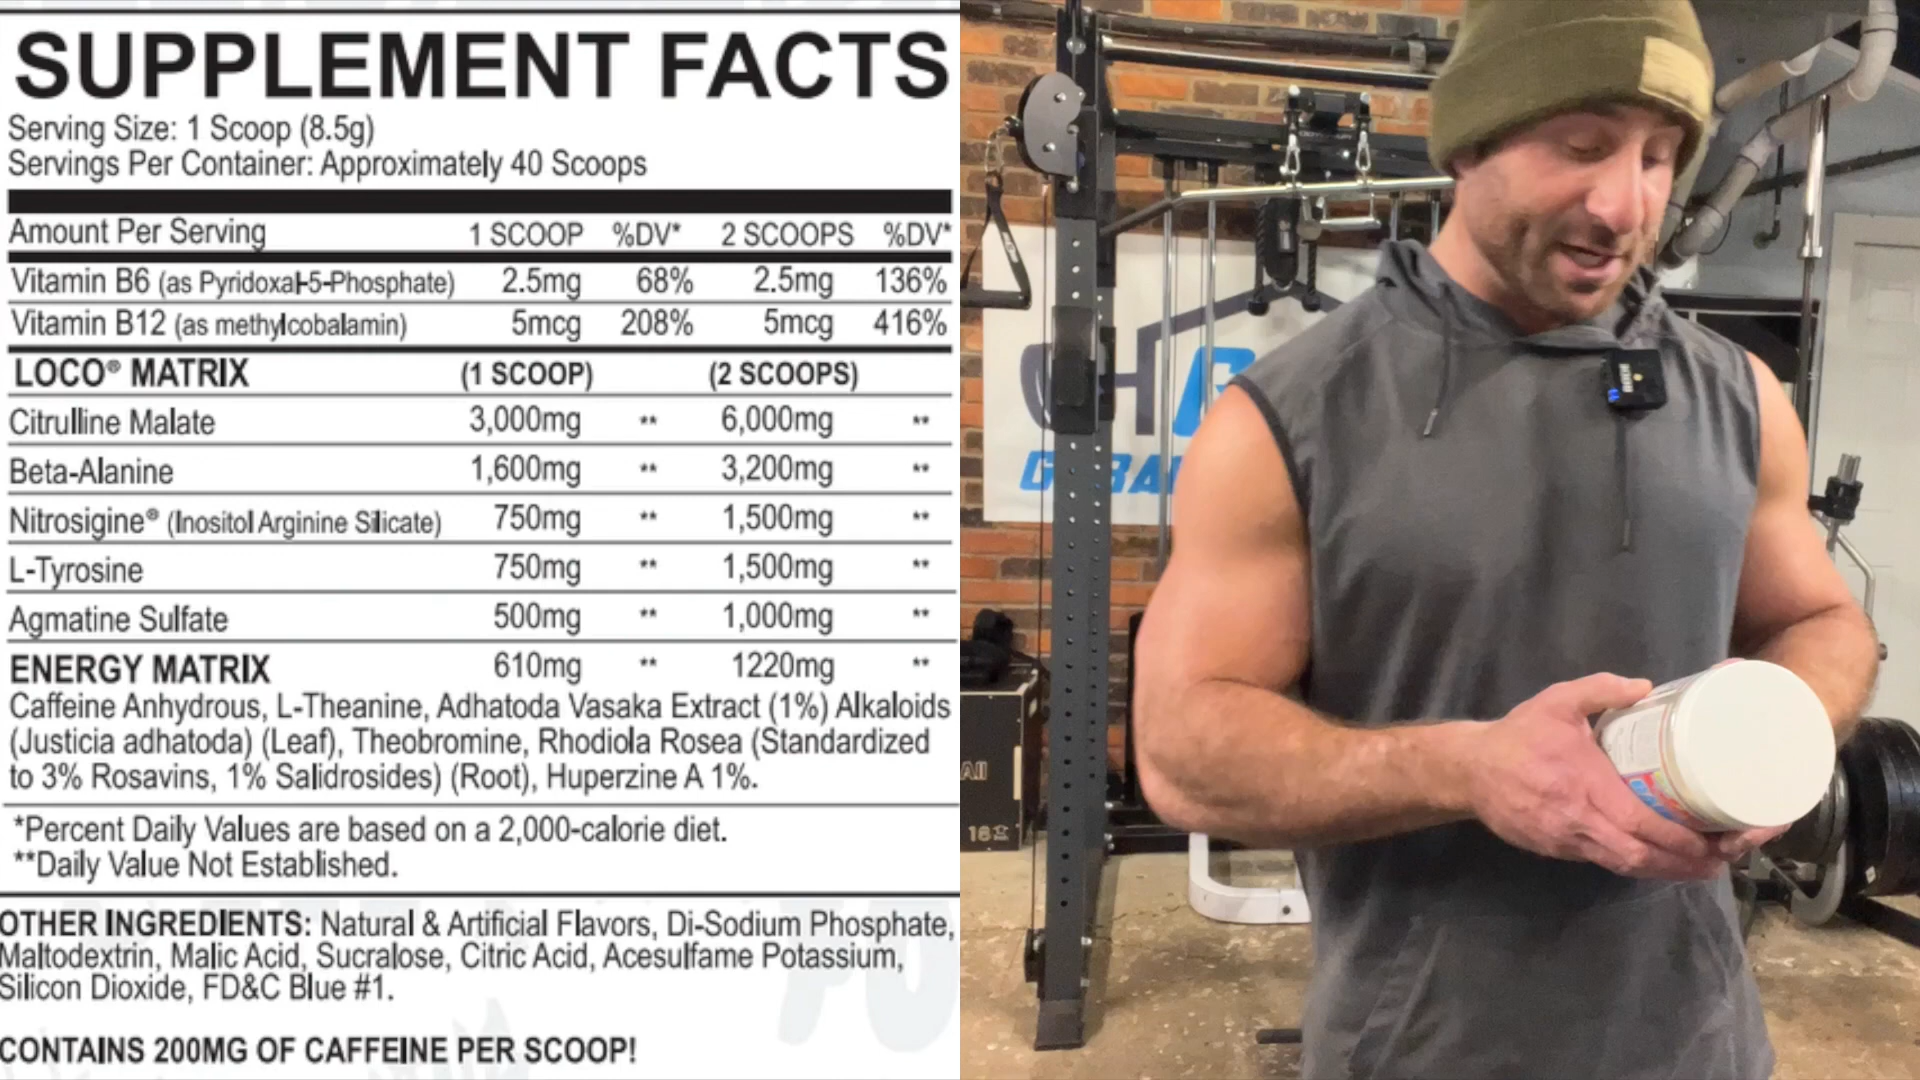 SUPPLEMENT FACTS
Serving Size: 1 Scoop (8.5g)
Servings Per Container: Approximately 40 Scoops
Amount Per Serving 1 SCOOP %DV* 2 SCOOPS %DV*
Vitamin B6 (as Pyridoxal-5-Phosphate) 2.5mg 68% 2.5mg 136%
Vitamin B12 (as methylcobalamin) 5mcg 208% 5mcg 416%
LOCO® MATRIX (1 SCOOP) (2 SCOOPS)
Citrulline Malate 3,000mg ** 6,000mg **
Beta-Alanine 1,600mg ** 3,200mg **
Nitrosigine® (Inositol Arginine Silicate) 750mg ** 1,500mg **
L-Tyrosine 750mg ** 1,500mg **
Agmatine Sulfate 500mg ** 1,000mg **
ENERGY MATRIX 610mg ** 1220mg **
Caffeine Anhydrous, L-Theanine, Adhatoda Vasaka Extract (1%) Alkaloids
(Justicia adhatoda) (Leaf), Theobromine, Rhodiola Rosea (Standardized
to 3% Rosavins, 1% Salidrosides) (Root), Huperzine A 1%.
*Percent Daily Values are based on a 2,000-calorie diet.
**Daily Value Not Established.
OTHER INGREDIENTS: Natural & Artificial Flavors, Di-Sodium Phosphate,
Maltodextrin, Malic Acid, Sucralose, Citric Acid, Acesulfame Potassium,
Silicon Dioxide, FD&C Blue #1.
CONTAINS 200MG OF CAFFEINE PER SCOOP!